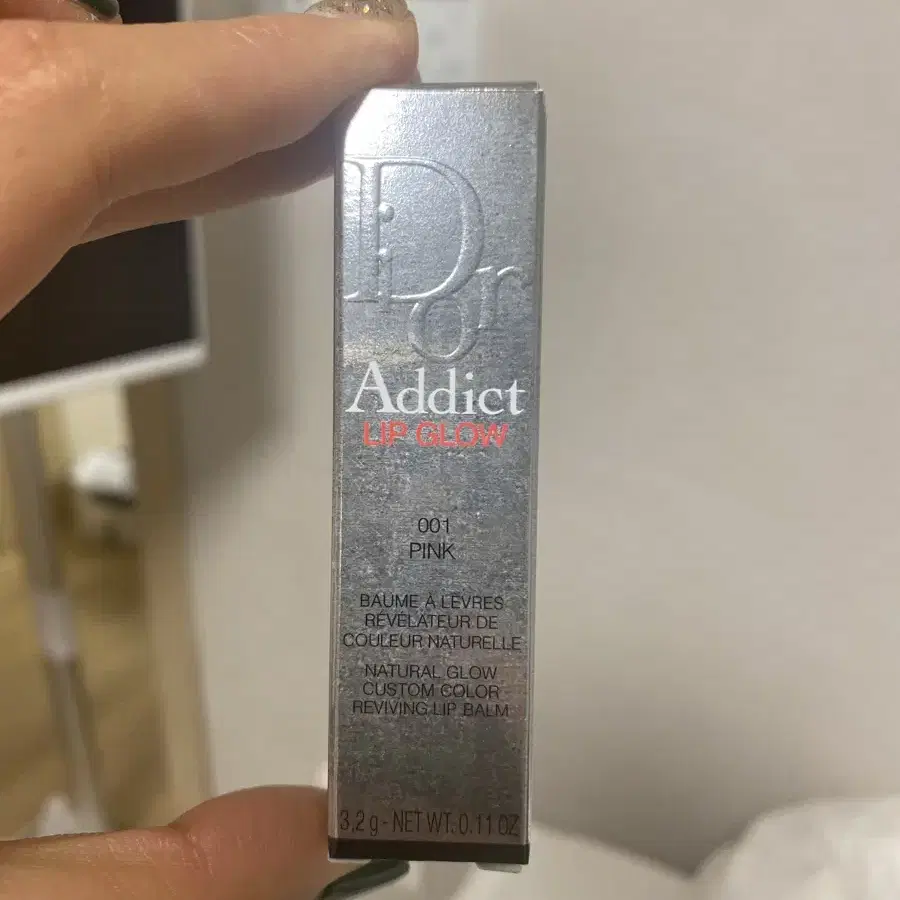 Dior
Addict
LIP GLOW
001
PINK
BAUME À LÈVRES
RÉVÉLATEUR DE
COULEUR NATURELLE
NATURAL GLOW
CUSTOM COLOR
REVIVING LIP BALM
3,2 g - NET WT. 0.11 OZ